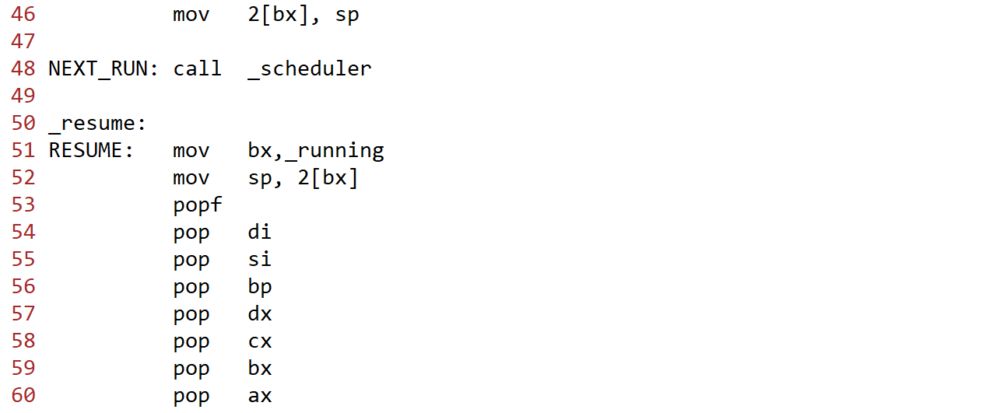 46           mov   2[bx], sp
47
48 NEXT_RUN: call  _scheduler
49
50 _resume:
51 RESUME:   mov   bx,_running
52           mov   sp, 2[bx]
53           popf
54           pop   di
55           pop   si
56           pop   bp
57           pop   dx
58           pop   cx
59           pop   bx
60           pop   ax